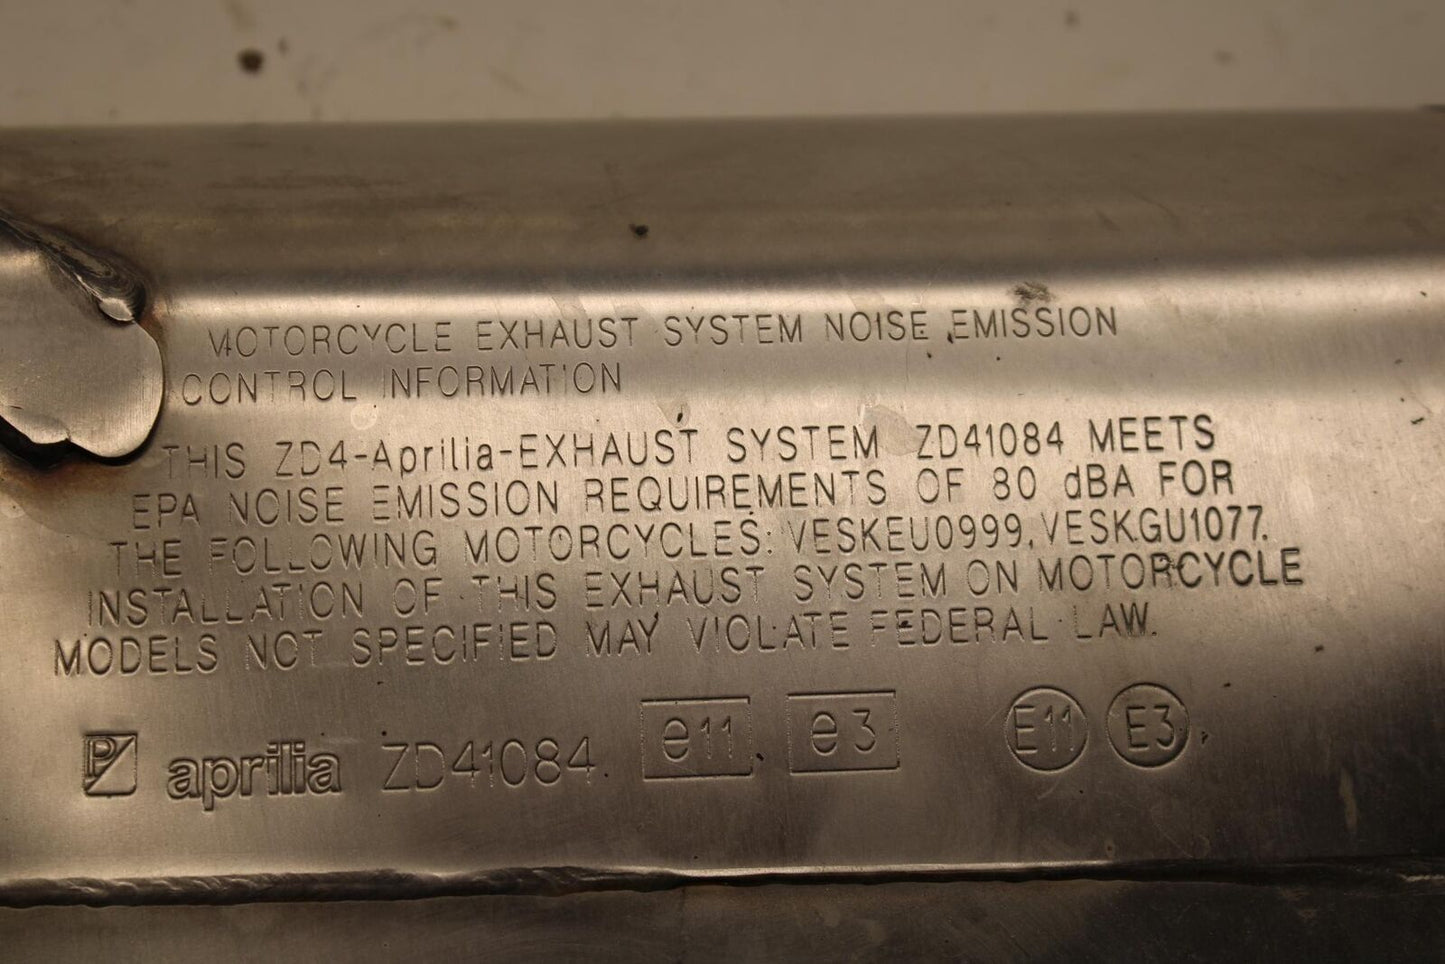 MOTORCYCLE EXHAUST SYSTEM NOISE EMISSION
CONTROL INFORMATION
THIS ZD4-Aprilia-EXHAUST SYSTEM ZD41084 MEETS
EPA NOISE EMISSION REQUIREMENTS OF 80 dBA FOR
THE FOLLOWING MOTORCYCLES: VESKEU0999, VESKGU1077.
INSTALLATION OF THIS EXHAUST SYSTEM ON MOTORCYCLE
MODELS NOT SPECIFIED MAY VIOLATE FEDERAL LAW.
P aprilia ZD41084 e11 e3 E11 E3